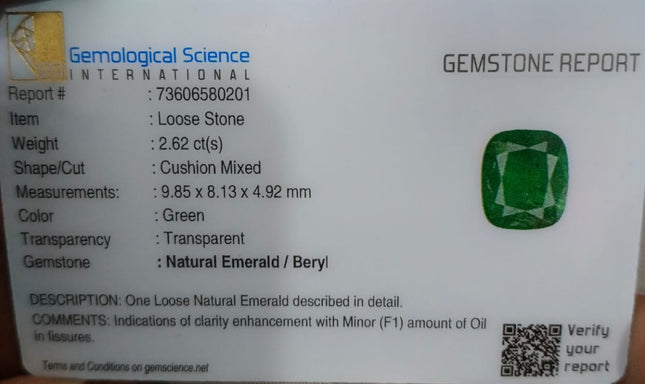 Gemological Science
INTERNATIONAL
GEMSTONE REPORT
Report # : 73606580201
Item : Loose Stone
Weight : 2.62 ct(s)
Shape/Cut : Cushion Mixed
Measurements: : 9.85 x 8.13 x 4.92 mm
Color : Green
Transparency : Transparent
Gemstone : Natural Emerald / Beryl
DESCRIPTION: One Loose Natural Emerald described in detail.
COMMENTS: Indications of clarity enhancement with Minor (F1) amount of Oil
in fissures.
Terms and Conditions on gemscience.net
Verify
your
report